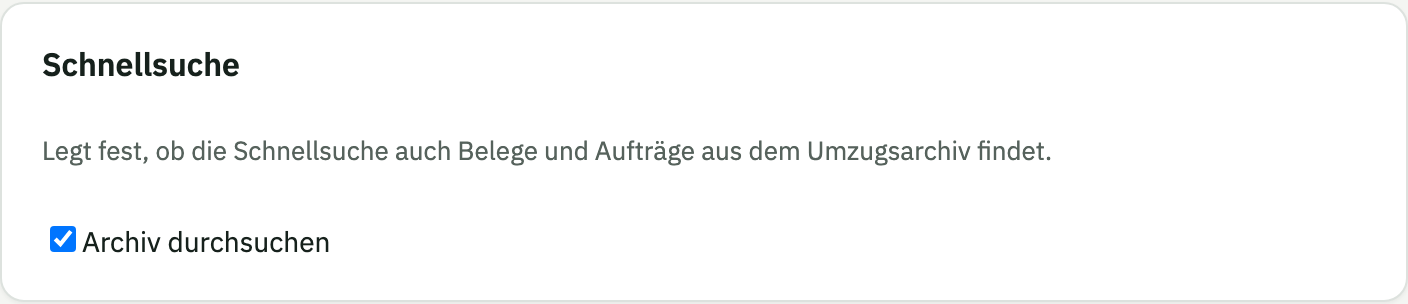 Schnellsuche
Legt fest, ob die Schnellsuche auch Belege und Aufträge aus dem Umzugsarchiv findet.
Archiv durchsuchen